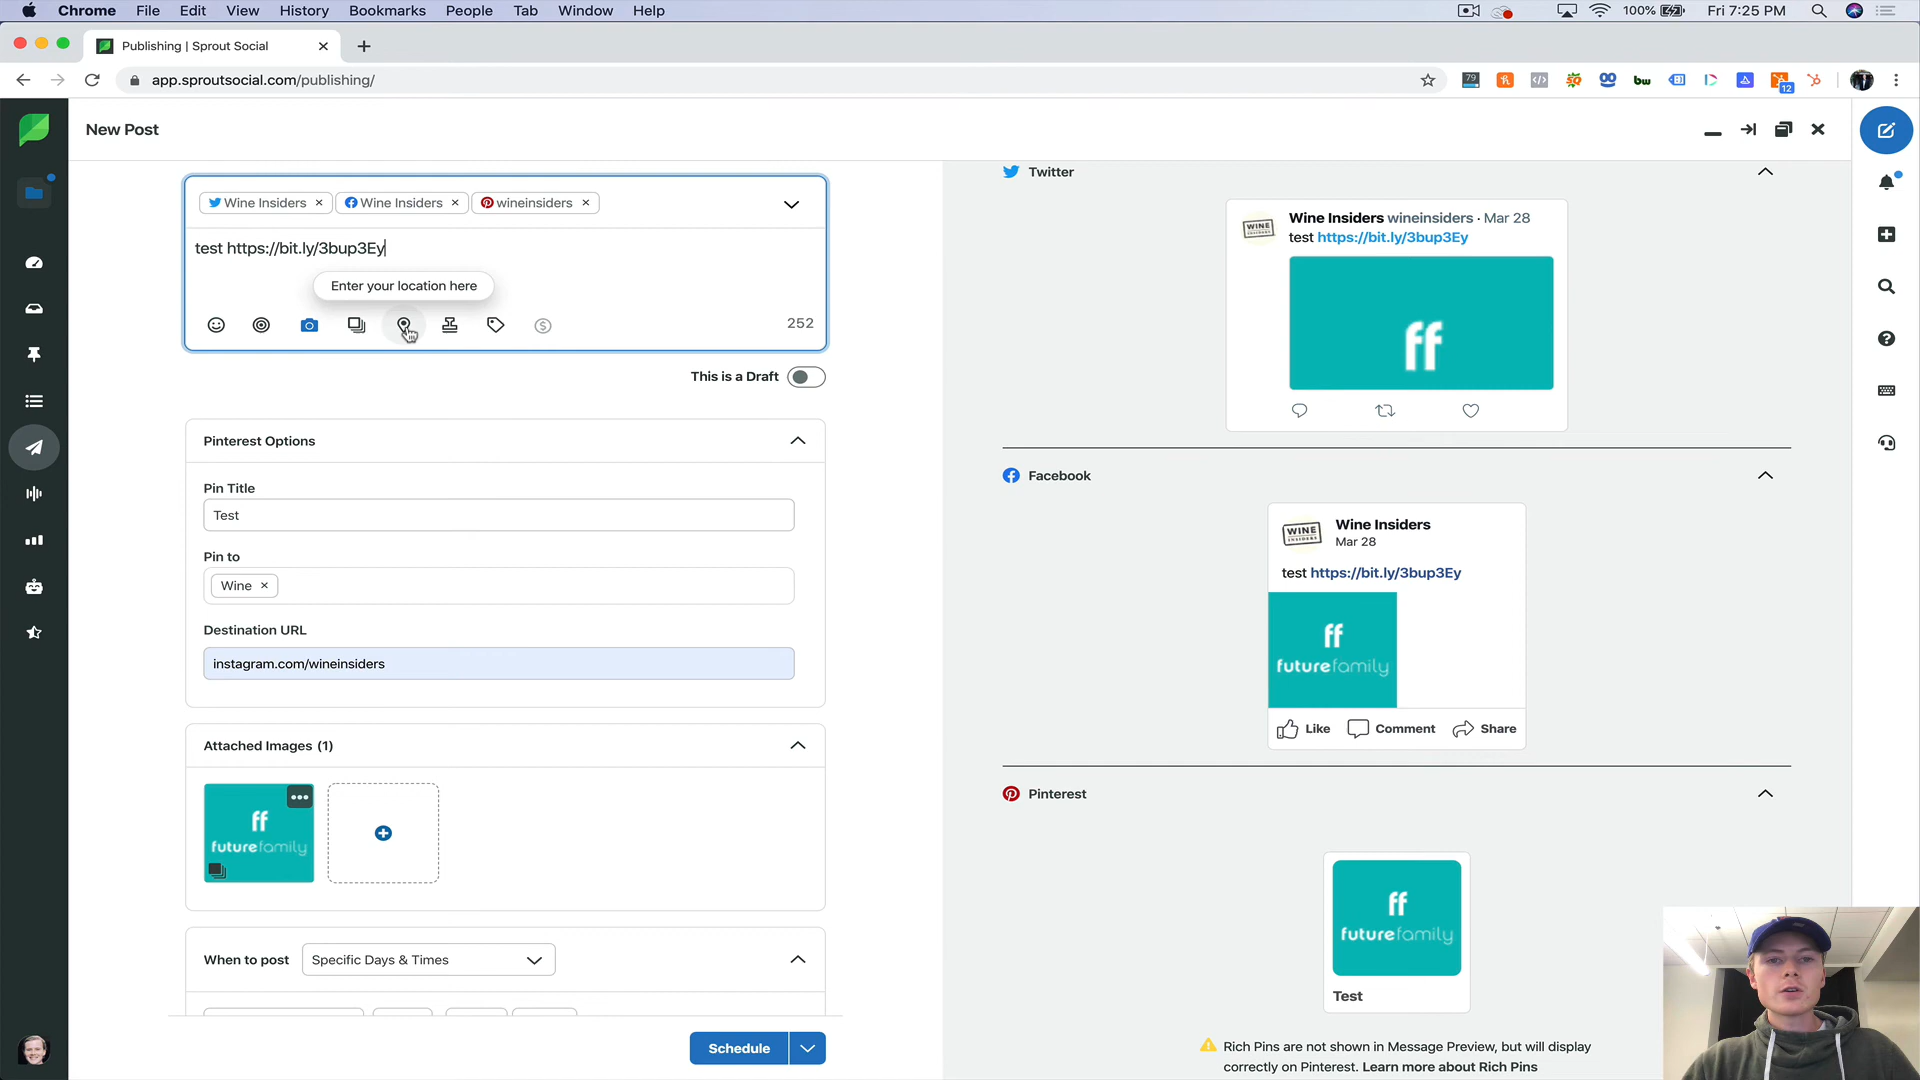 Chrome File Edit View History Bookmarks People Tab Window Help
100%
Fri 7:25 PM
Publishing | Sprout Social
app.sproutsocial.com/publishing/
79
bw
12
New Post
Wine Insiders
Wine Insiders
wineinsiders
test https://bit.ly/3bup3Ey
Enter your location here
252
This is a Draft
Pinterest Options
Pin Title
Test
Pin to
Wine
Destination URL
instagram.com/wineinsiders
Attached Images (1)
ff
futurefamily
When to post
Specific Days & Times
Schedule
Twitter
WINE
Wine Insiders wineinsiders · Mar 28
test https://bit.ly/3bup3Ey
ff
Facebook
WINE
INSIDERS
Wine Insiders
Mar 28
test https://bit.ly/3bup3Ey
ff
futurefamily
Like
Comment
Share
Pinterest
ff
futurefamily
Test
Rich Pins are not shown in Message Preview, but will display
correctly on Pinterest. Learn more about Rich Pins